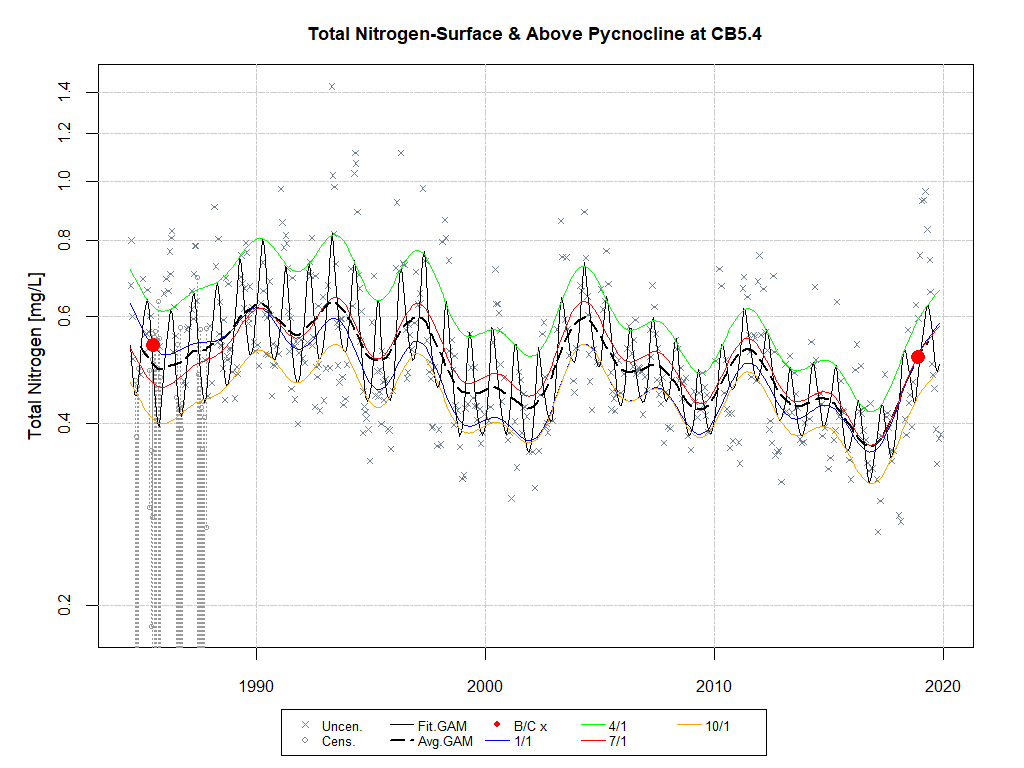 Total Nitrogen-Surface & Above Pycnocline at CB5.4
Total Nitrogen [mg/L]
1.4
1.2
1.0
0.8
0.6
0.4
0.2
1990 2000 2010 2020
Uncen. Fit.GAM B/C x 4/1 10/1
Cens. Avg.GAM 1/1 7/1